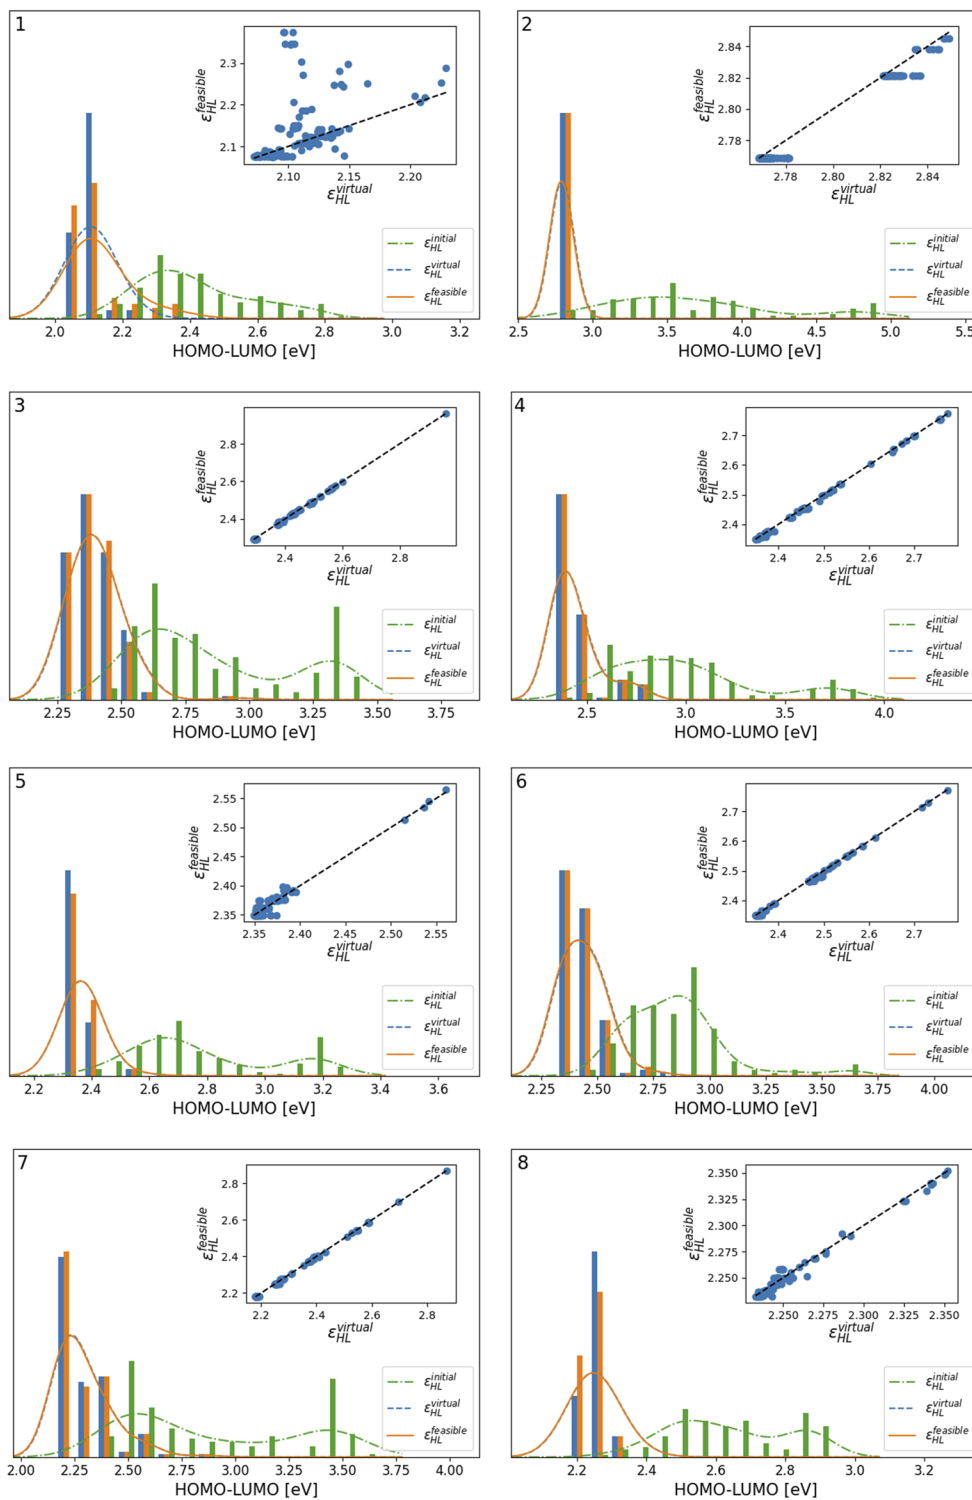 1
2.3
2.2
2.1
ε_HL^feasible
2.10 2.15 2.20
ε_HL^virtual
ε_HL^initial
ε_HL^virtual
ε_HL^feasible
2.0 2.2 2.4 2.6 2.8 3.0 3.2
HOMO-LUMO [eV]
2
2.84
2.82
2.80
2.78
ε_HL^feasible
2.78 2.80 2.82 2.84
ε_HL^virtual
ε_HL^initial
ε_HL^virtual
ε_HL^feasible
2.5 3.0 3.5 4.0 4.5 5.0 5.5
HOMO-LUMO [eV]
3
2.8
2.6
2.4
ε_HL^feasible
2.4 2.6 2.8
ε_HL^virtual
ε_HL^initial
ε_HL^virtual
ε_HL^feasible
2.25 2.50 2.75 3.00 3.25 3.50 3.75
HOMO-LUMO [eV]
4
2.7
2.6
2.5
2.4
ε_HL^feasible
2.4 2.5 2.6 2.7
ε_HL^virtual
ε_HL^initial
ε_HL^virtual
ε_HL^feasible
2.5 3.0 3.5 4.0
HOMO-LUMO [eV]
5
2.55
2.50
2.45
2.40
2.35
ε_HL^feasible
2.35 2.40 2.45 2.50 2.55
ε_HL^virtual
ε_HL^initial
ε_HL^virtual
ε_HL^feasible
2.2 2.4 2.6 2.8 3.0 3.2 3.4 3.6
HOMO-LUMO [eV]
6
2.7
2.6
2.5
2.4
ε_HL^feasible
2.4 2.5 2.6 2.7
ε_HL^virtual
ε_HL^initial
ε_HL^virtual
ε_HL^feasible
2.25 2.50 2.75 3.00 3.25 3.50 3.75 4.00
HOMO-LUMO [eV]
7
2.8
2.6
2.4
2.2
ε_HL^feasible
2.2 2.4 2.6 2.8
ε_HL^virtual
ε_HL^initial
ε_HL^virtual
ε_HL^feasible
2.00 2.25 2.50 2.75 3.00 3.25 3.50 3.75 4.00
HOMO-LUMO [eV]
8
2.350
2.325
2.300
2.275
2.250
ε_HL^feasible
2.250 2.275 2.300 2.325 2.350
ε_HL^virtual
ε_HL^initial
ε_HL^virtual
ε_HL^feasible
2.2 2.4 2.6 2.8 3.0 3.2
HOMO-LUMO [eV]